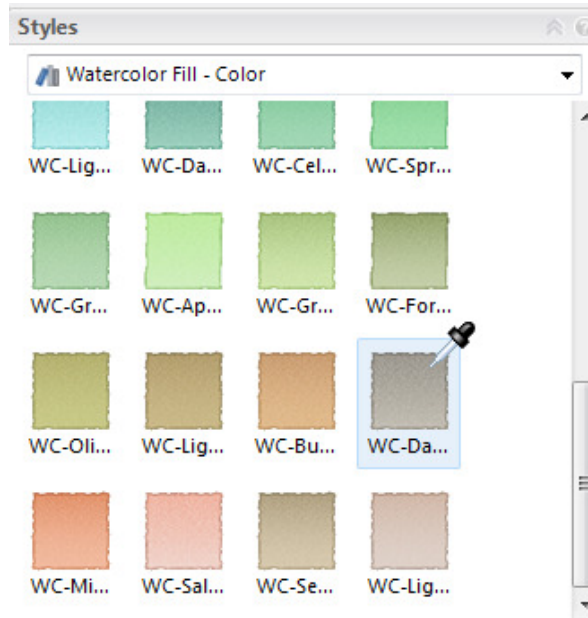 Styles
Watercolor Fill - Color
WC-Lig... WC-Da... WC-Cel... WC-Spr...
WC-Gr... WC-Ap... WC-Gr... WC-For...
WC-Oli... WC-Lig... WC-Bu... WC-Da...
WC-Mi... WC-Sal... WC-Se... WC-Lig...